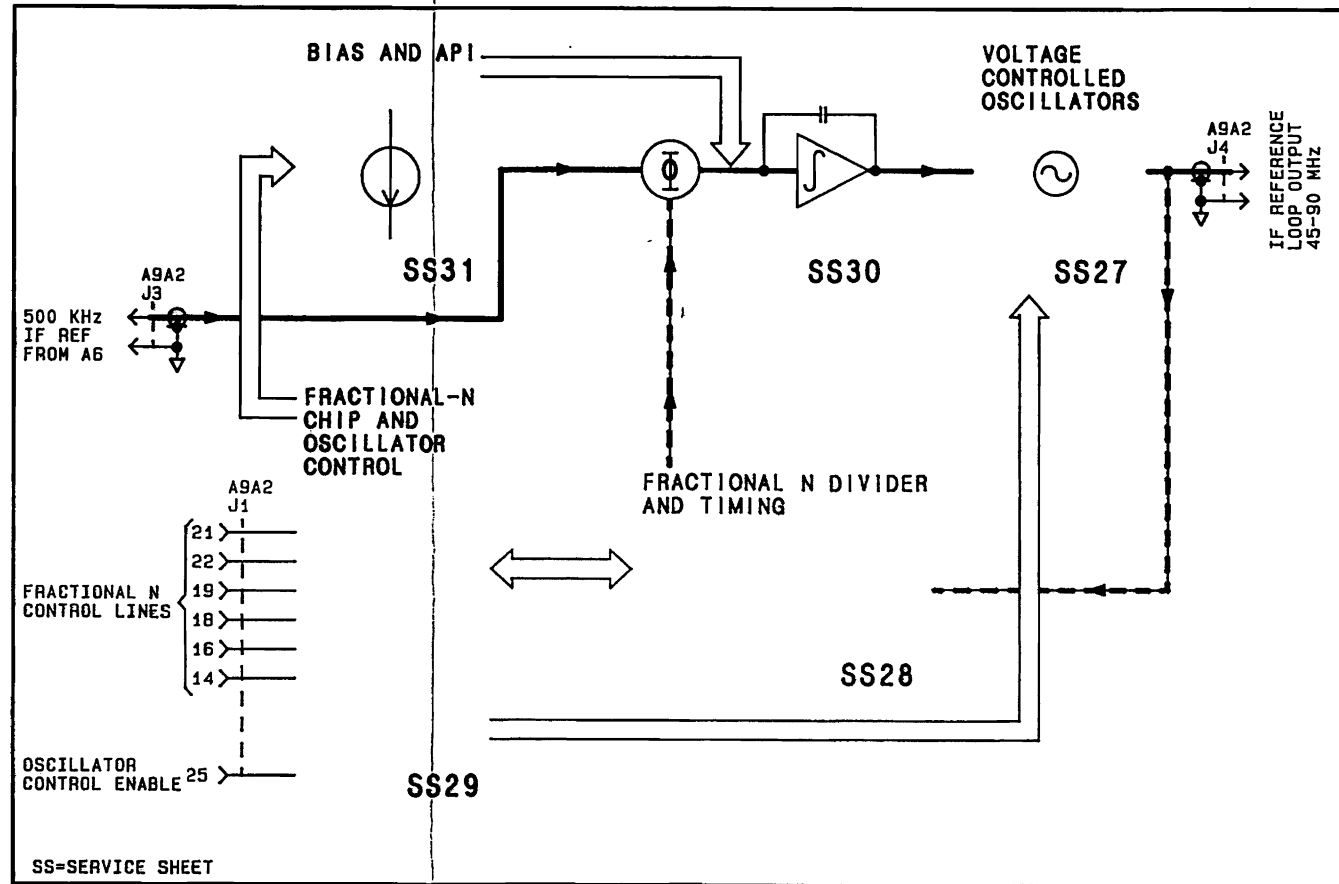 BIAS AND API
VOLTAGE
CONTROLLED
OSCILLATORS
A9A2
J4
IF REFERENCE
LOOP OUTPUT
45-90 MHz
Φ
∫
SS31
SS30
SS27
A9A2
J3
500 KHz
IF REF
FROM A6
FRACTIONAL-N
CHIP AND
OSCILLATOR
CONTROL
FRACTIONAL N DIVIDER
AND TIMING
A9A2
J1
21
22
19
18
16
14
FRACTIONAL N
CONTROL LINES
SS28
OSCILLATOR
CONTROL ENABLE
25
SS29
SS=SERVICE SHEET